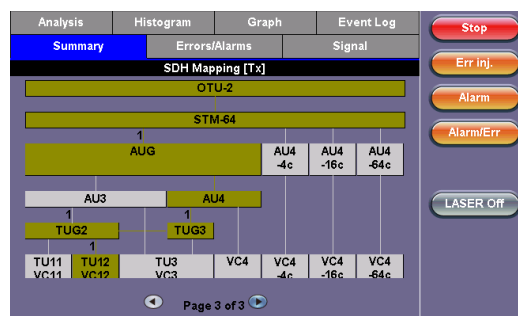 Analysis Histogram Graph Event Log
Summary Errors/Alarms Signal
SDH Mapping [Tx]
OTU-2
STM-64
1
AUG AU4 -4c AU4 -16c AU4 -64c
AU3 AU4
1 1
TUG2 TUG3
1
TU11 VC11 TU12 VC12 TU3 VC3 VC4 VC4 -4c VC4 -16c VC4 -64c
Page 3 of 3
Stop
Err inj.
Alarm
Alarm/Err
LASER Off